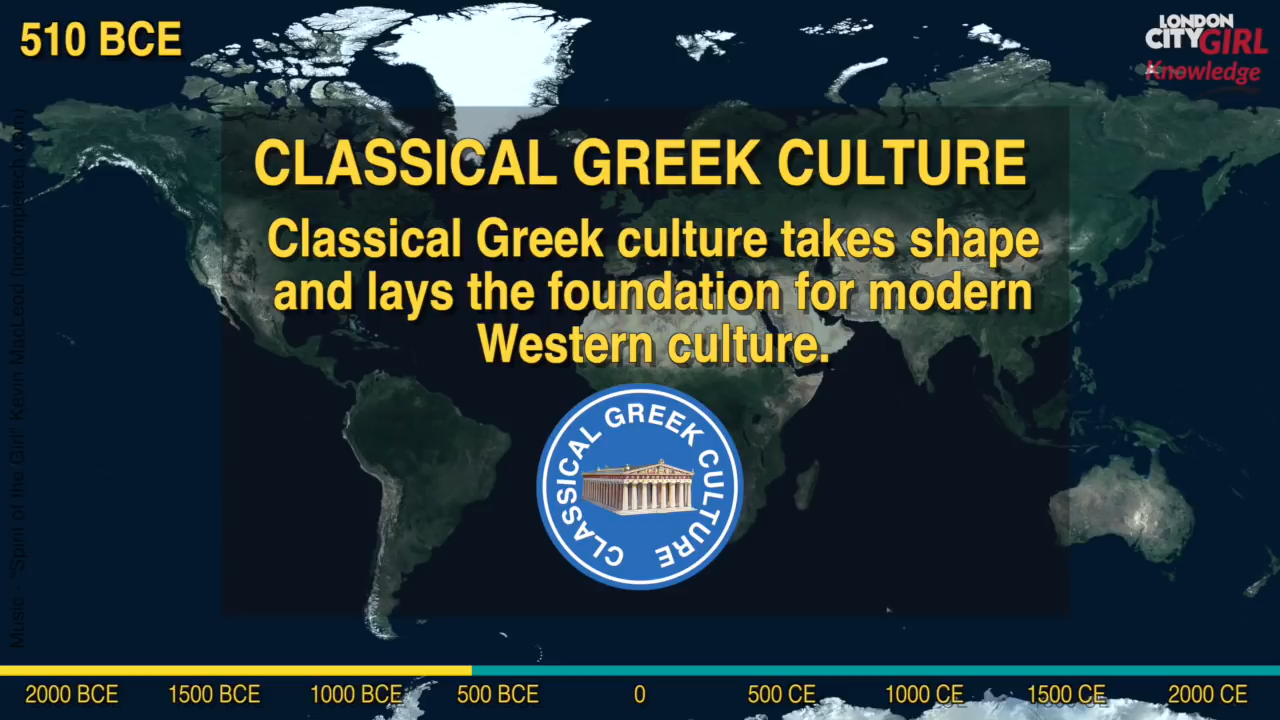 510 BCE
LONDON
CITYGIRL
Knowledge
CLASSICAL GREEK CULTURE
Classical Greek culture takes shape
and lays the foundation for modern
Western culture.
CLASSICAL GREEK CULTURE
Music - "Spirit of the Girl" Kevin MacLeod (incompetech.com)
2000 BCE 1500 BCE 1000 BCE 500 BCE 0 500 CE 1000 CE 1500 CE 2000 CE